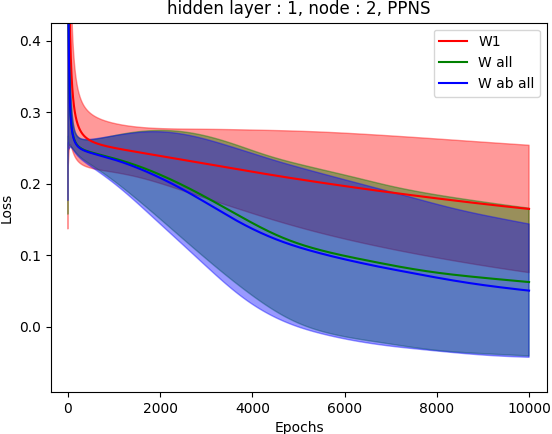 hidden layer : 1, node : 2, PPNS
W1
W all
W ab all
Loss
0.4
0.3
0.2
0.1
0.0
0 2000 4000 6000 8000 10000
Epochs